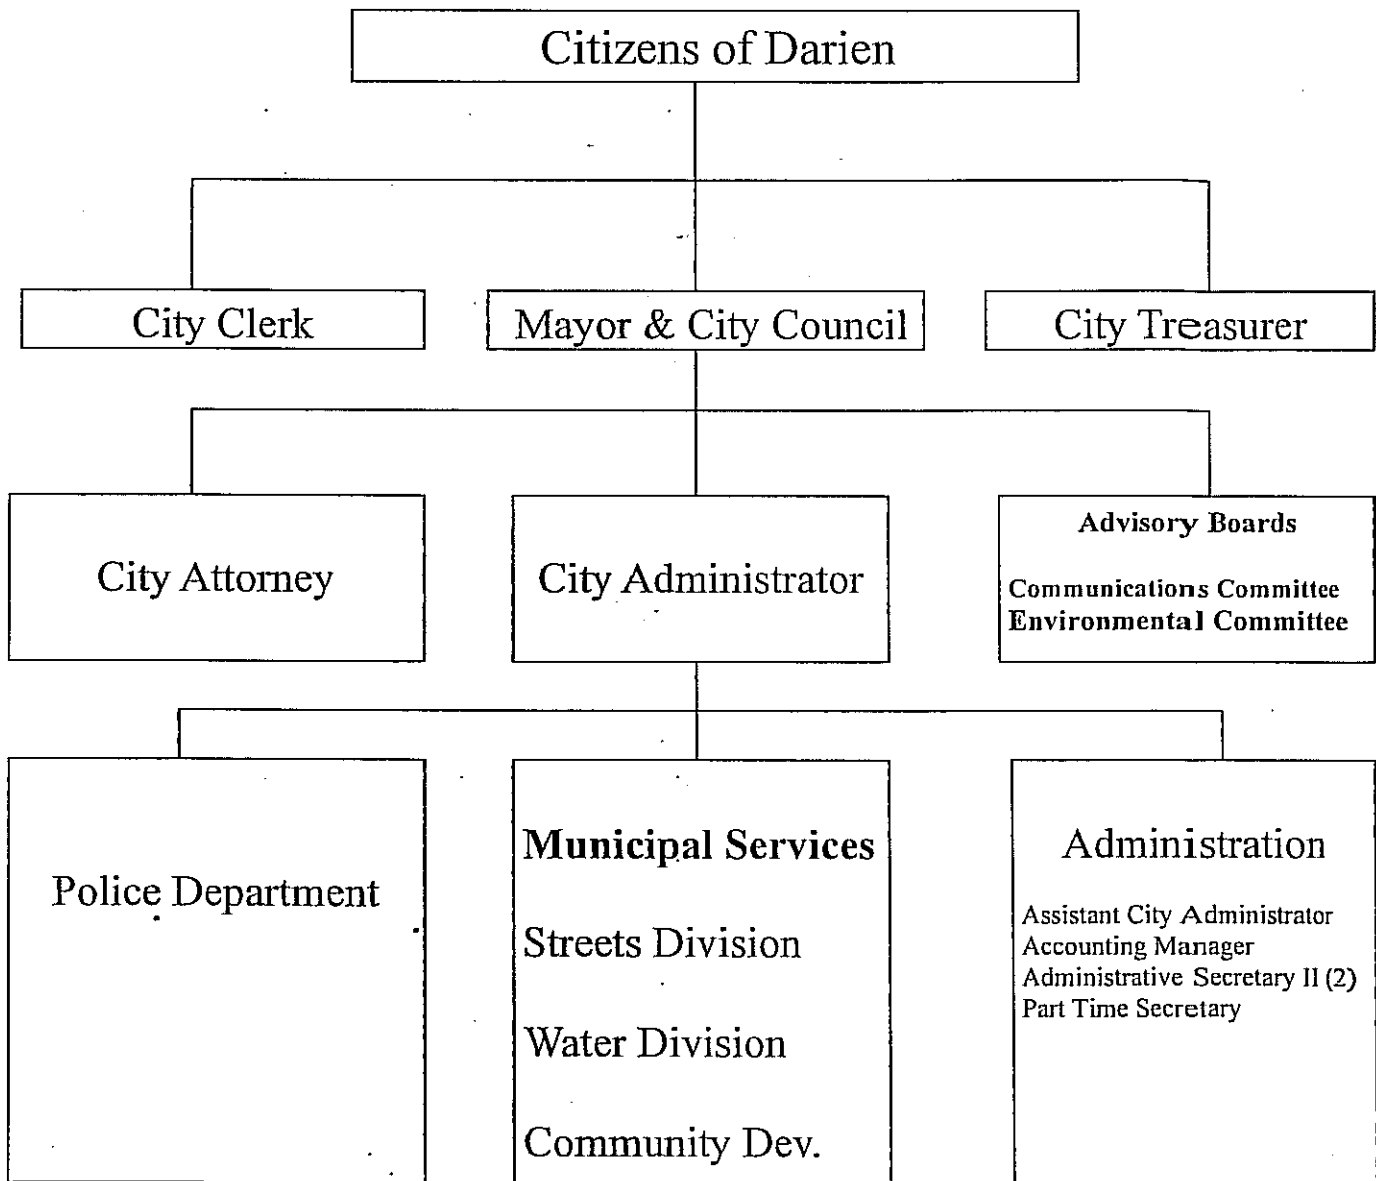 Citizens of Darien
City Clerk
Mayor & City Council
City Treasurer
City Attorney
City Administrator
Advisory Boards
Communications Committee
Environmental Committee
Police Department
Municipal Services
Streets Division
Water Division
Community Dev.
Administration
Assistant City Administrator
Accounting Manager
Administrative Secretary II (2)
Part Time Secretary